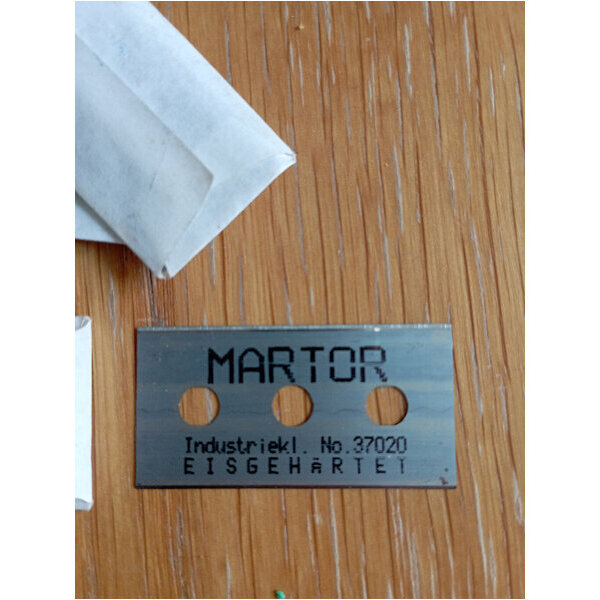 MARTOR
Industriekl. No.37020
EISGEHäRTET